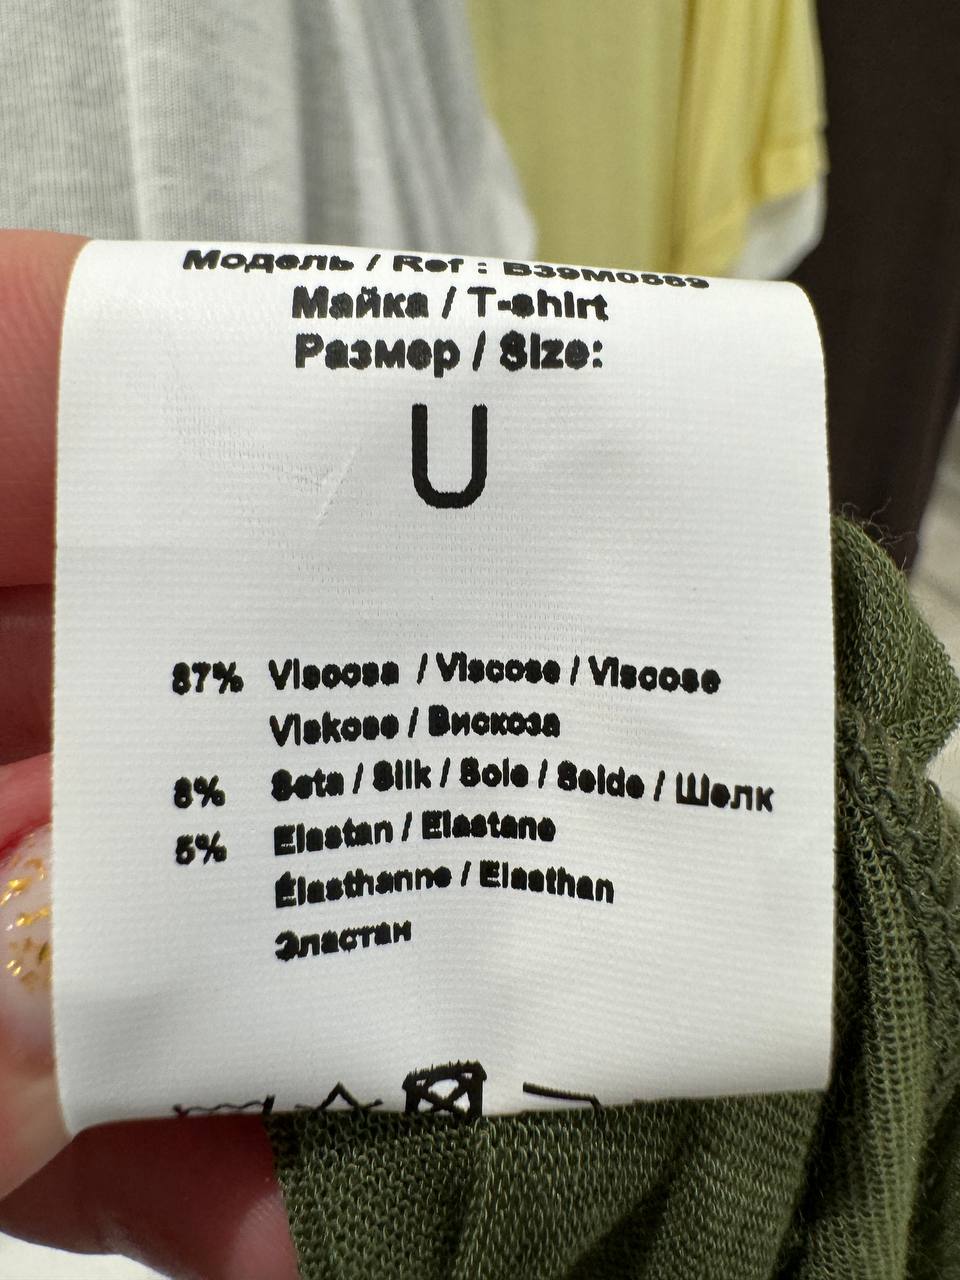 Модель / Ref : B39M0569
Майка / T-shirt
Размер / Size:
U
87% Viscosa / Viscose / Viscose
Viskose / Вискоза
8% Seta / Silk / Soie / Seide / Шелк
5% Elastan / Elastane
Élasthanne / Elasthan
Эластан